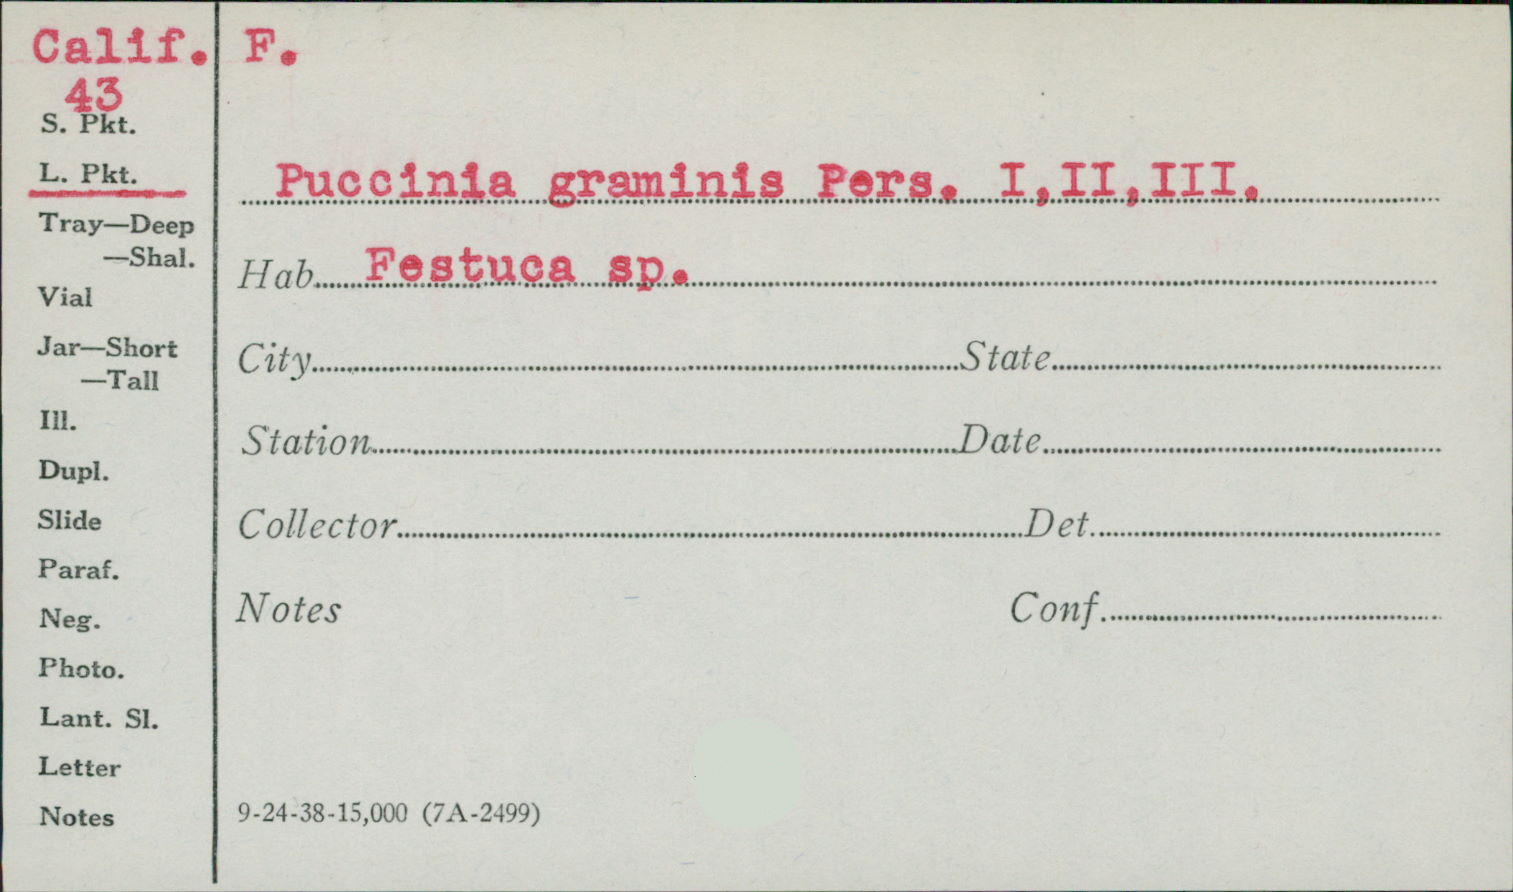 Calif. F.
43
S. Pkt.
L. Pkt.
Puccinia graminis Pers. I,II,III.
Tray—Deep
—Shal.
Hab. Festuca sp.
Vial
Jar—Short
—Tall
City State
Ill.
Station Date
Dupl.
Slide
Collector Det.
Paraf.
Neg.
Notes Conf.
Photo.
Lant. Sl.
Letter
Notes
9-24-38-15,000 (7A-2499)